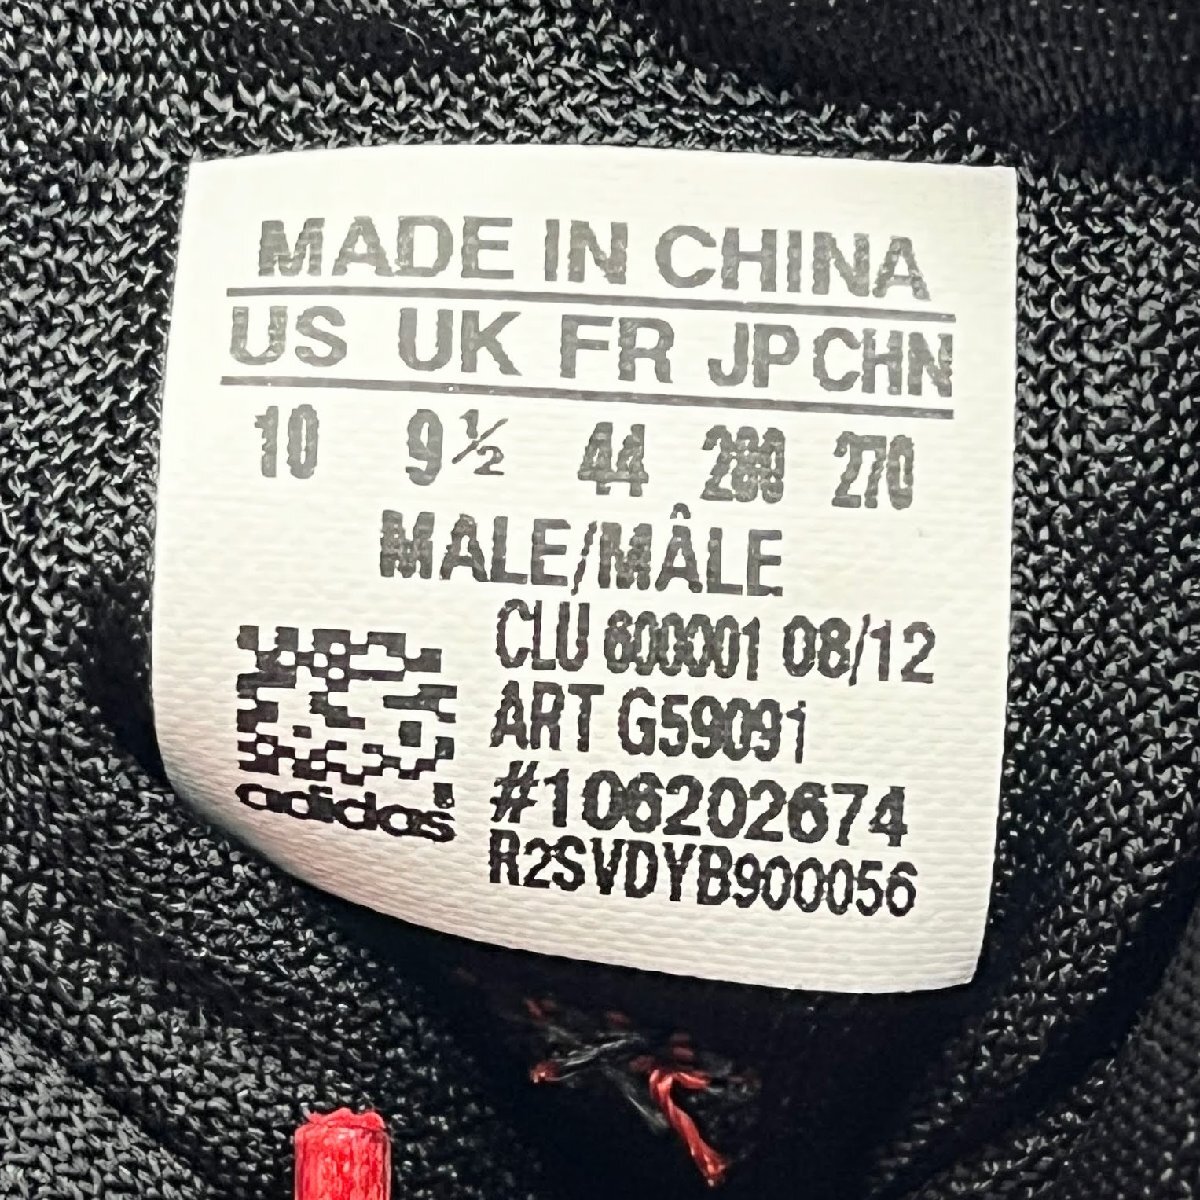 MADE IN CHINA
US UK FR JP CHN
10 9½ 44 280 270
MALE/MÂLE
CLU 600001 08/12
ART G59091
#106202674
R2SVDYB900056
adidas